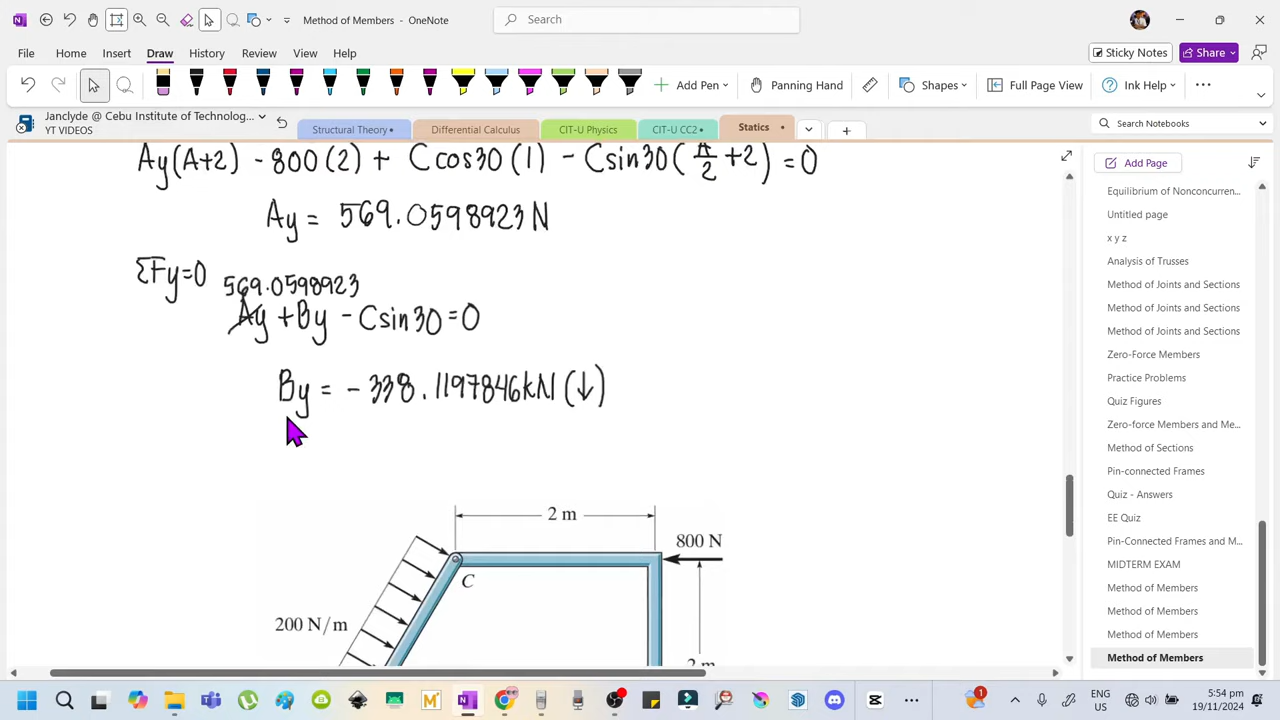 Method of Members - OneNote
Search
File Home Insert Draw History Review View Help
Sticky Notes
Share
Add Pen
Panning Hand
Shapes
Full Page View
Ink Help
Janclyde @ Cebu Institute of Technolog...
YT VIDEOS
Structural Theory
Differential Calculus
CIT-U Physics
CIT-U CC2
Statics
Search Notebooks
Add Page
Equilibrium of Nonconcurren...
Untitled page
x y z
Analysis of Trusses
Method of Joints and Sections
Method of Joints and Sections
Method of Joints and Sections
Zero-Force Members
Practice Problems
Quiz Figures
Zero-force Members and Me...
Method of Sections
Pin-connected Frames
Quiz - Answers
EE Quiz
Pin-Connected Frames and M...
MIDTERM EXAM
Method of Members
Method of Members
Method of Members
Method of Members
Ay(A+2) - 800(2) + Ccos30(1) - Csin30(A/2 +2) = 0
Ay = 569.0598923N
ΣFy=0
569.0598923
Ay + By - Csin30 = 0
By = -338.1197846kN (↓)
2 m
800 N
C
200 N/m
2 m
ENG
US
5:54 pm
19/11/2024
1